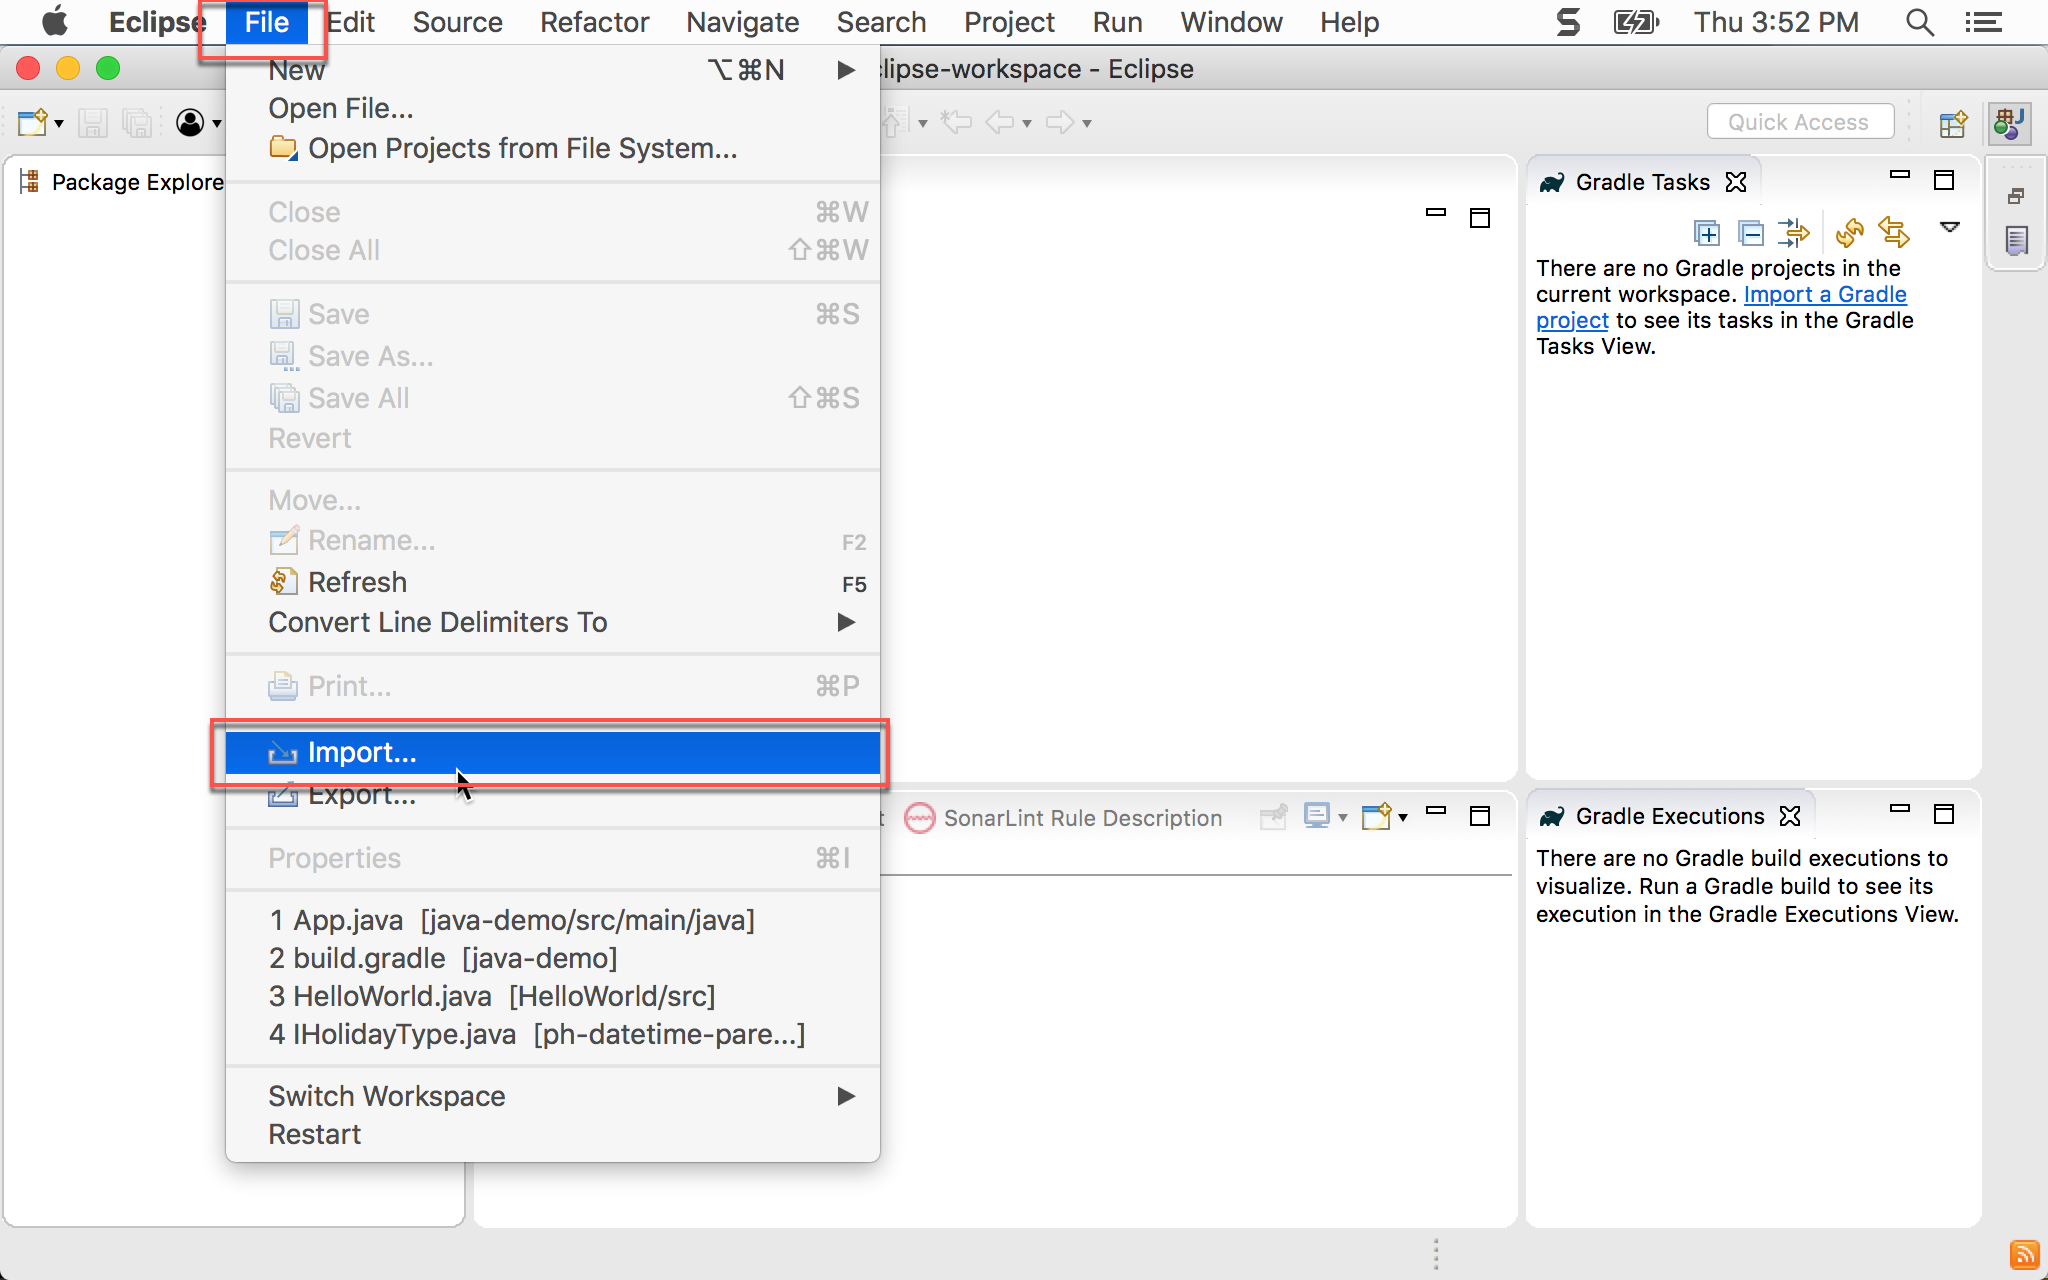 Eclipse File Edit Source Refactor Navigate Search Project Run Window Help Thu 3:52 PM
clipse-workspace - Eclipse
New ⌥⌘N
Open File...
Open Projects from File System...
Close ⌘W
Close All ⇧⌘W
Save ⌘S
Save As...
Save All ⇧⌘S
Revert
Move...
Rename... F2
Refresh F5
Convert Line Delimiters To
Print... ⌘P
Import...
Export...
Properties ⌘I
1 App.java [java-demo/src/main/java]
2 build.gradle [java-demo]
3 HelloWorld.java [HelloWorld/src]
4 IHolidayType.java [ph-datetime-pare...]
Switch Workspace
Restart
Quick Access
Package Explore
Gradle Tasks
There are no Gradle projects in the
current workspace. Import a Gradle
project to see its tasks in the Gradle
Tasks View.
t SonarLint Rule Description
Gradle Executions
There are no Gradle build executions to
visualize. Run a Gradle build to see its
execution in the Gradle Executions View.